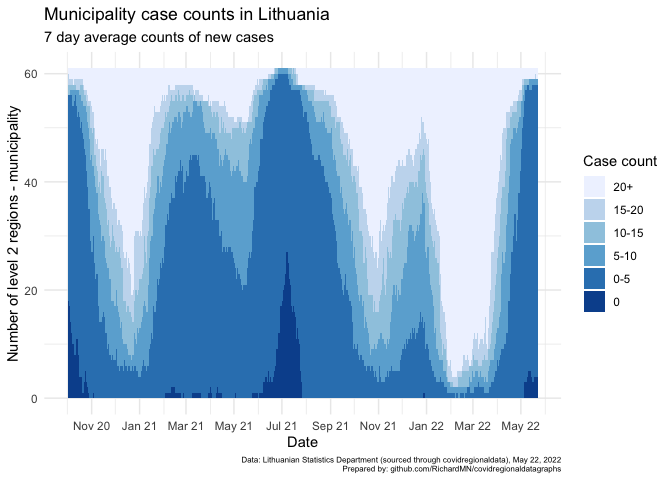 Municipality case counts in Lithuania
7 day average counts of new cases
Number of level 2 regions - municipality
60
40
20
0
Nov 20 Jan 21 Mar 21 May 21 Jul 21 Sep 21 Nov 21 Jan 22 Mar 22 May 22
Date
Case count
20+
15-20
10-15
5-10
0-5
0
Data: Lithuanian Statistics Department (sourced through covidregionaldata), May 22, 2022
Prepared by: github.com/RichardMN/covidregionaldatagraphs